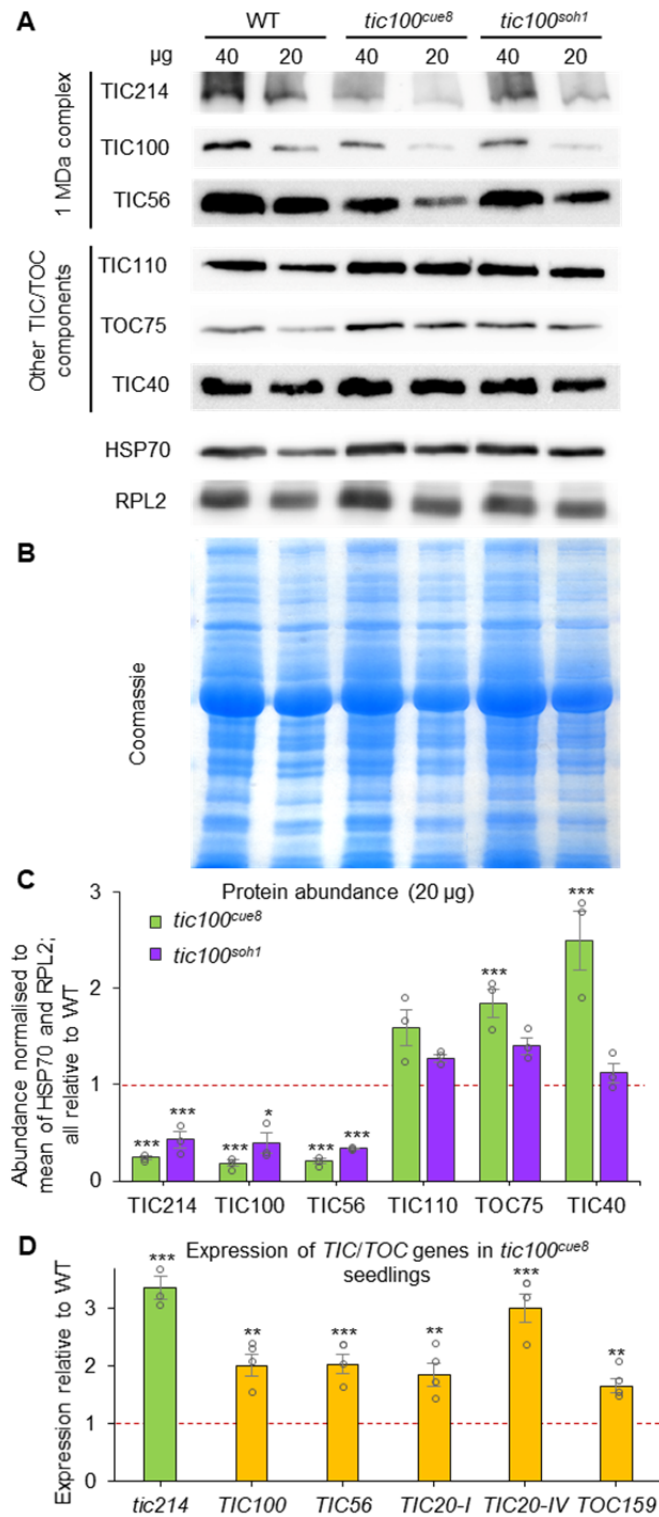 A
WT tic100cue8 tic100soh1
µg 40 20 40 20 40 20
1 MDa complex
TIC214
TIC100
TIC56
Other TIC/TOC
components
TIC110
TOC75
TIC40
HSP70
RPL2
B
Coomassie
C
Protein abundance (20 µg)
tic100cue8
tic100soh1
Abundance normalised to
mean of HSP70 and RPL2;
all relative to WT
3
2
1
0
*** *** *** * *** *** *** ***
TIC214 TIC100 TIC56 TIC110 TOC75 TIC40
D
Expression of TIC/TOC genes in tic100cue8
seedlings
Expression relative to WT
3
2
1
0
*** ** *** ** *** **
tic214 TIC100 TIC56 TIC20-I TIC20-IV TOC159